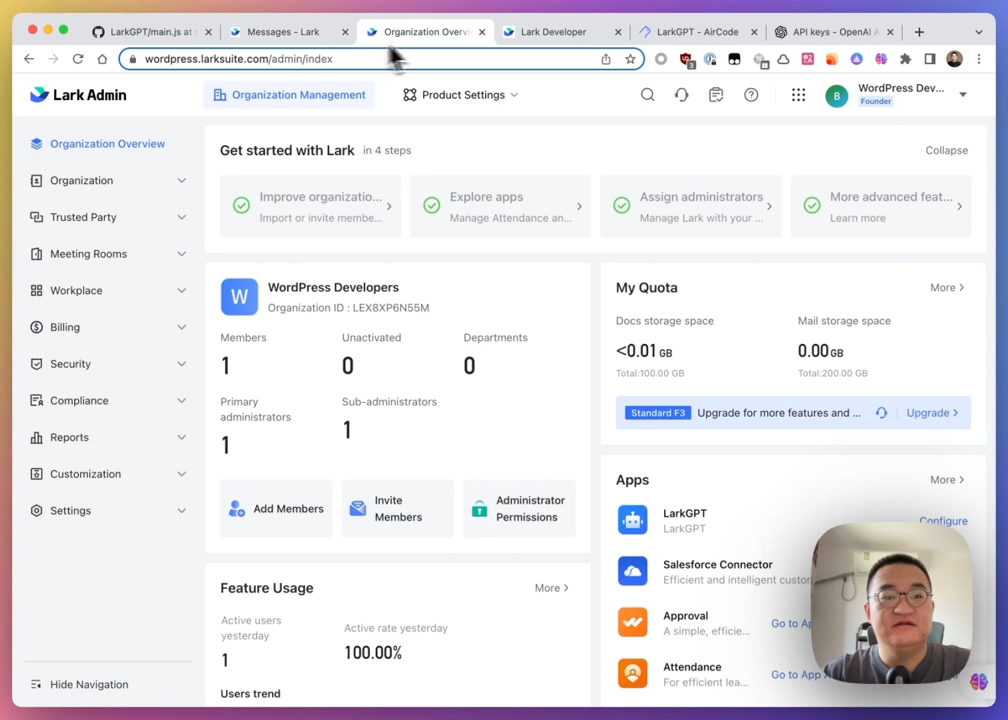 LarkGPT/main.js at
Messages - Lark
Organization Overvi
Lark Developer
LarkGPT - AirCode
API keys - OpenAI A
wordpress.larksuite.com/admin/index
Lark Admin
Organization Management
Product Settings
B
WordPress Dev...
Founder
Organization Overview
Organization
Trusted Party
Meeting Rooms
Workplace
Billing
Security
Compliance
Reports
Customization
Settings
Hide Navigation
Get started with Lark in 4 steps
Collapse
Improve organizatio...
Import or invite membe...
Explore apps
Manage Attendance an...
Assign administrators
Manage Lark with your ...
More advanced feat...
Learn more
W
WordPress Developers
Organization ID : LEX8XP6N55M
Members
1
Unactivated
0
Departments
0
Primary
administrators
1
Sub-administrators
1
Add Members
Invite
Members
Administrator
Permissions
Feature Usage
More
Active users
yesterday
1
Active rate yesterday
100.00%
Users trend
My Quota
More
Docs storage space
<0.01 GB
Total:100.00 GB
Mail storage space
0.00 GB
Total:200.00 GB
Standard F3
Upgrade for more features and ...
Upgrade
Apps
More
LarkGPT
LarkGPT
Configure
Salesforce Connector
Efficient and intelligent custo
Approval
A simple, efficie...
Go to Ap
Attendance
For efficient lea...
Go to App